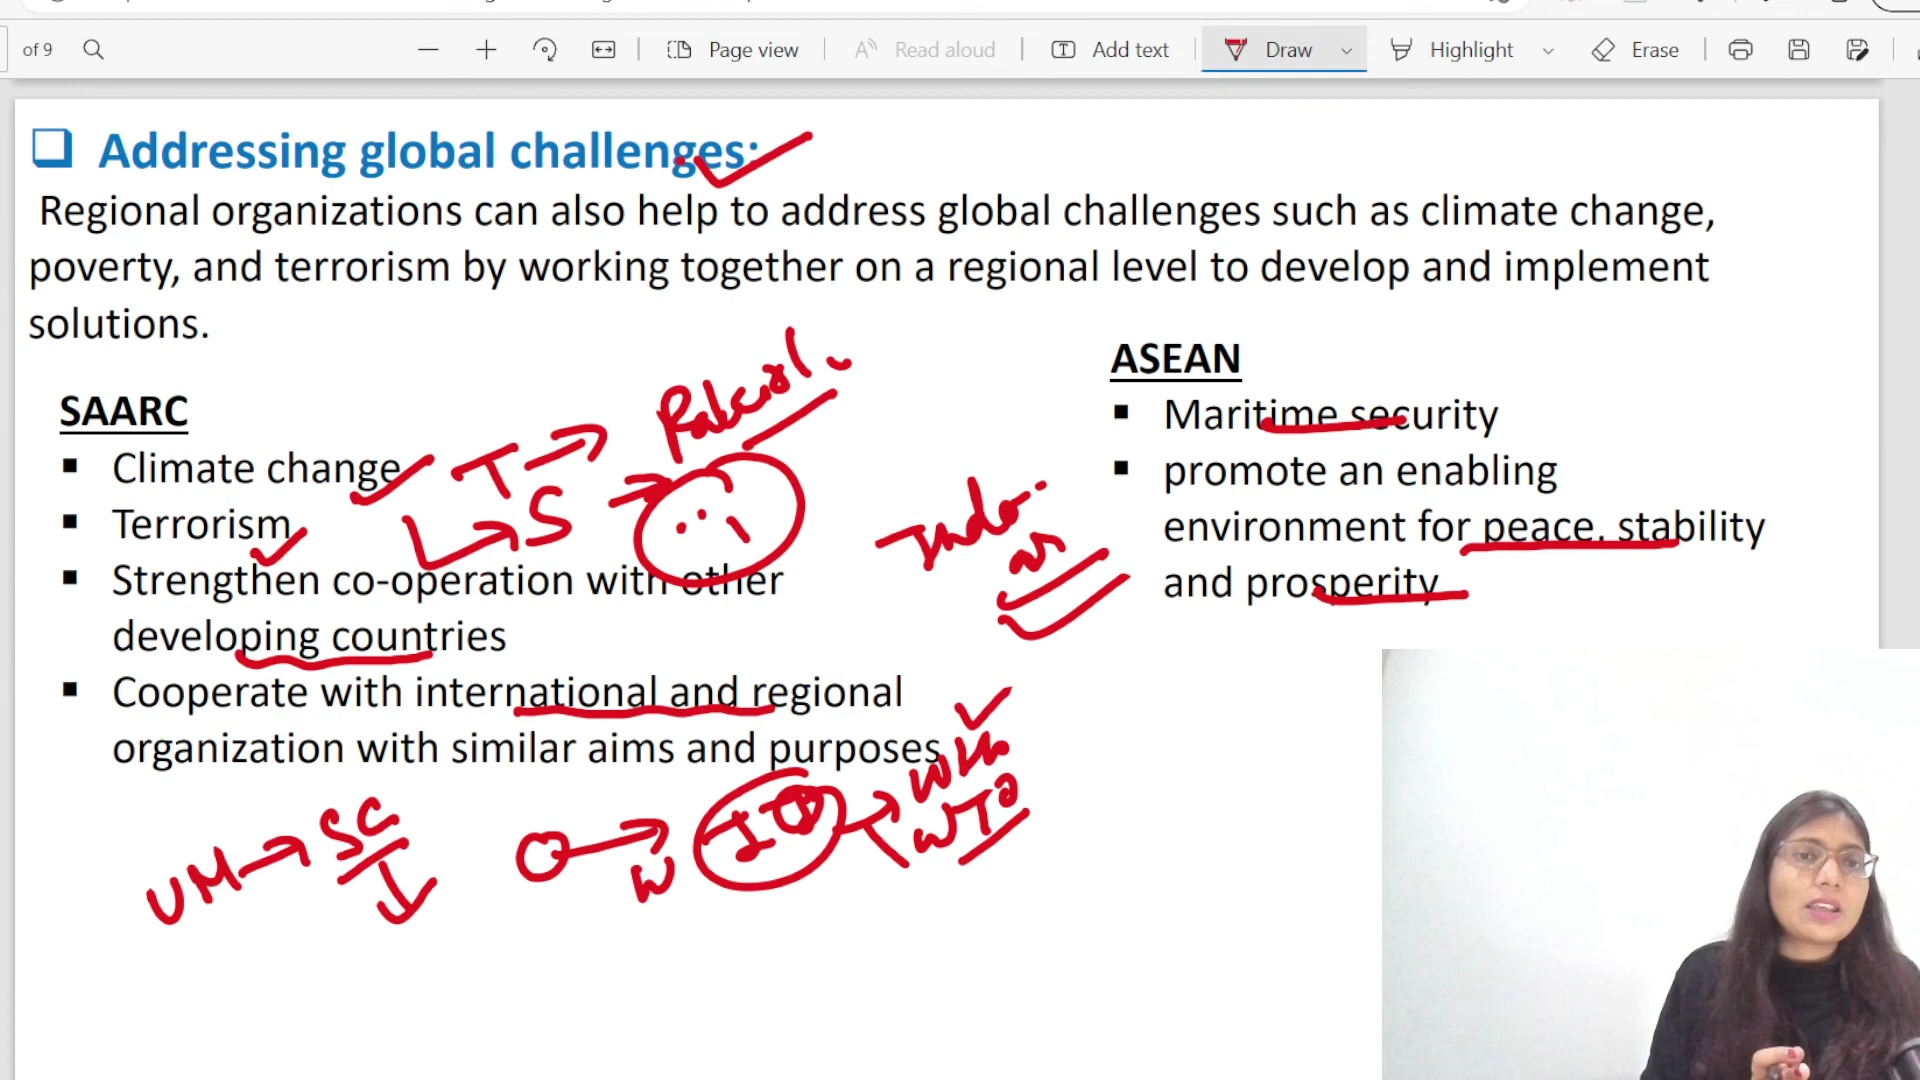 of 9
Page view
Read aloud
Add text
Draw
Highlight
Erase
Addressing global challenges:
Regional organizations can also help to address global challenges such as climate change,
poverty, and terrorism by working together on a regional level to develop and implement
solutions.
SAARC
Climate change
Terrorism
Strengthen co-operation with other
developing countries
Cooperate with international and regional
organization with similar aims and purposes
ASEAN
Maritime security
promote an enabling
environment for peace, stability
and prosperity
T
S
SC
W
WTO